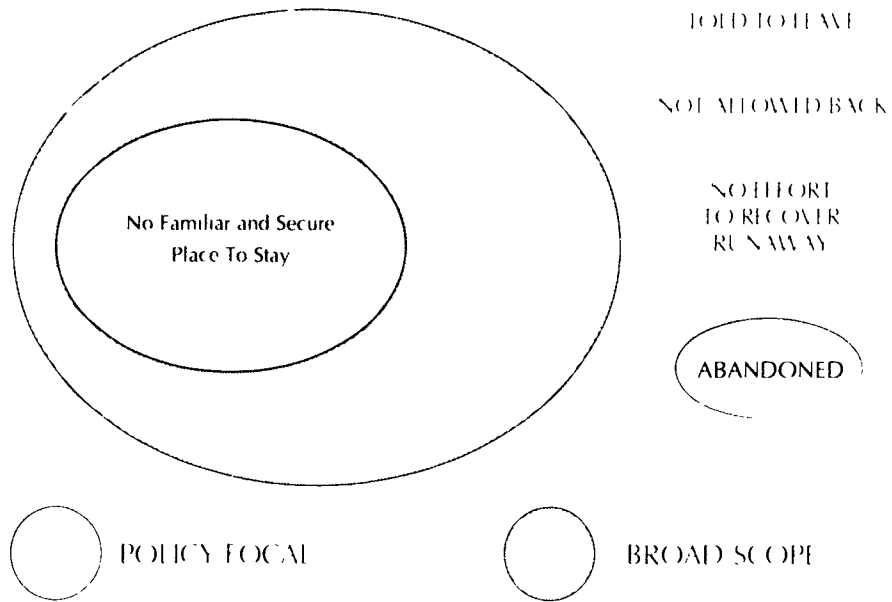 TOLD TO LEAVE
NOT ALLOWED BACK
NO EFFORT
TO RECOVER
RUNAWAY
No Familiar and Secure
Place To Stay
ABANDONED
POLICY FOCAL
BROAD SCOPE